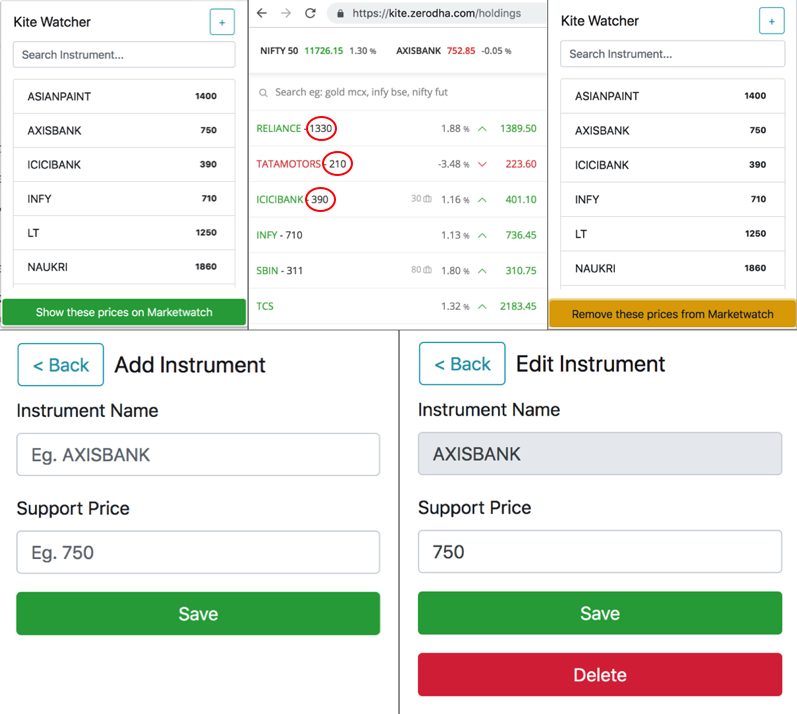 Kite Watcher
+
Search Instrument...
ASIANPAINT 1400
AXISBANK 750
ICICIBANK 390
INFY 710
LT 1250
NAUKRI 1860
Show these prices on Marketwatch
https://kite.zerodha.com/holdings
NIFTY 50 11726.15 1.30 % AXISBANK 752.85 -0.05 %
Search eg: gold mcx, infy bse, nifty fut
RELIANCE - 1330 1.88 % 1389.50
TATAMOTORS - 210 -3.48 % 223.60
ICICIBANK - 390 30 1.16 % 401.10
INFY - 710 1.13 % 736.45
SBIN - 311 80 1.80 % 310.75
TCS 1.32 % 2183.45
Kite Watcher
+
Search Instrument...
ASIANPAINT 1400
AXISBANK 750
ICICIBANK 390
INFY 710
LT 1250
NAUKRI 1860
Remove these prices from Marketwatch
< Back Add Instrument
Instrument Name
Eg. AXISBANK
Support Price
Eg. 750
Save
< Back Edit Instrument
Instrument Name
AXISBANK
Support Price
750
Save
Delete